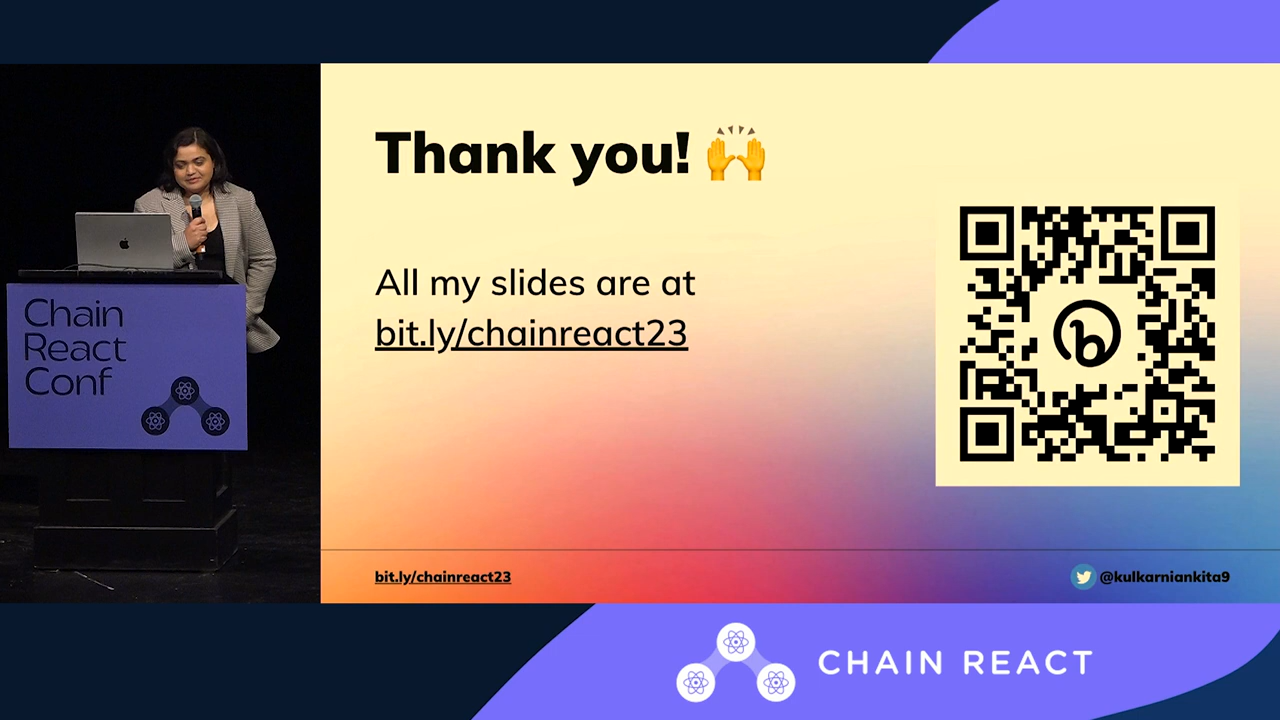 Thank you! 🙌
All my slides are at
bit.ly/chainreact23
Chain
React
Conf
bit.ly/chainreact23
@kulkarniankita9
CHAIN REACT